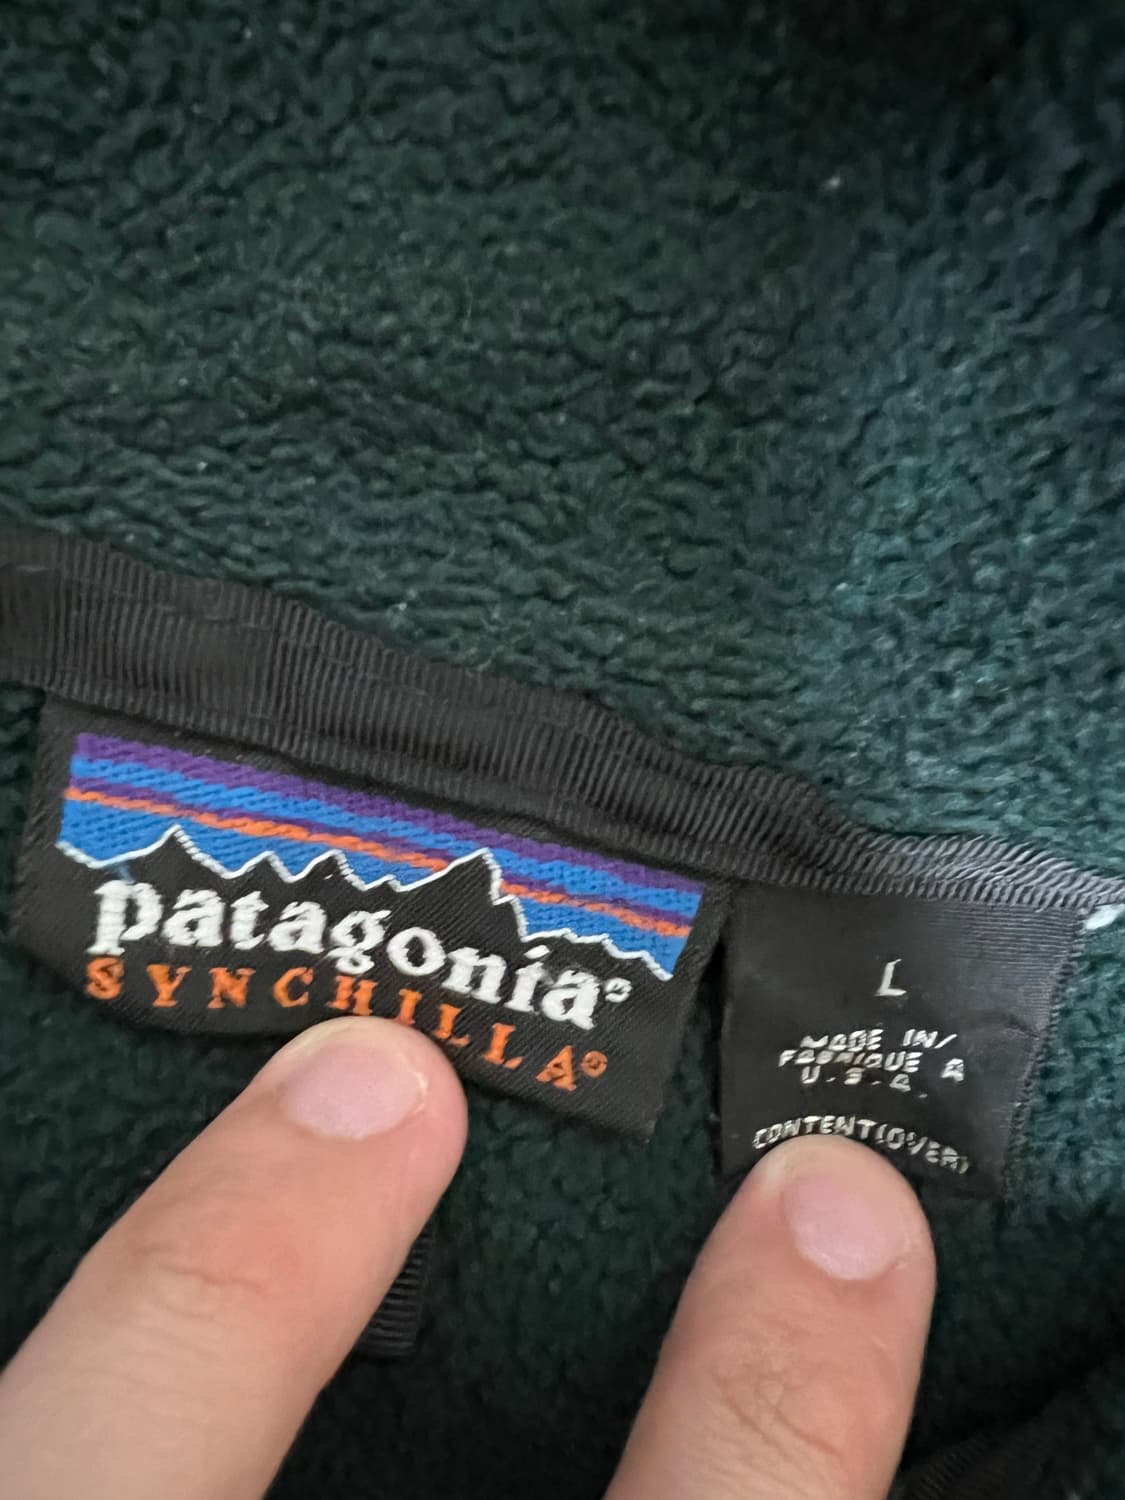 patagonia®
SYNCHILLA®
L
MADE IN/
FABRIQUE A
U.S.A.
CONTENT(OVER)